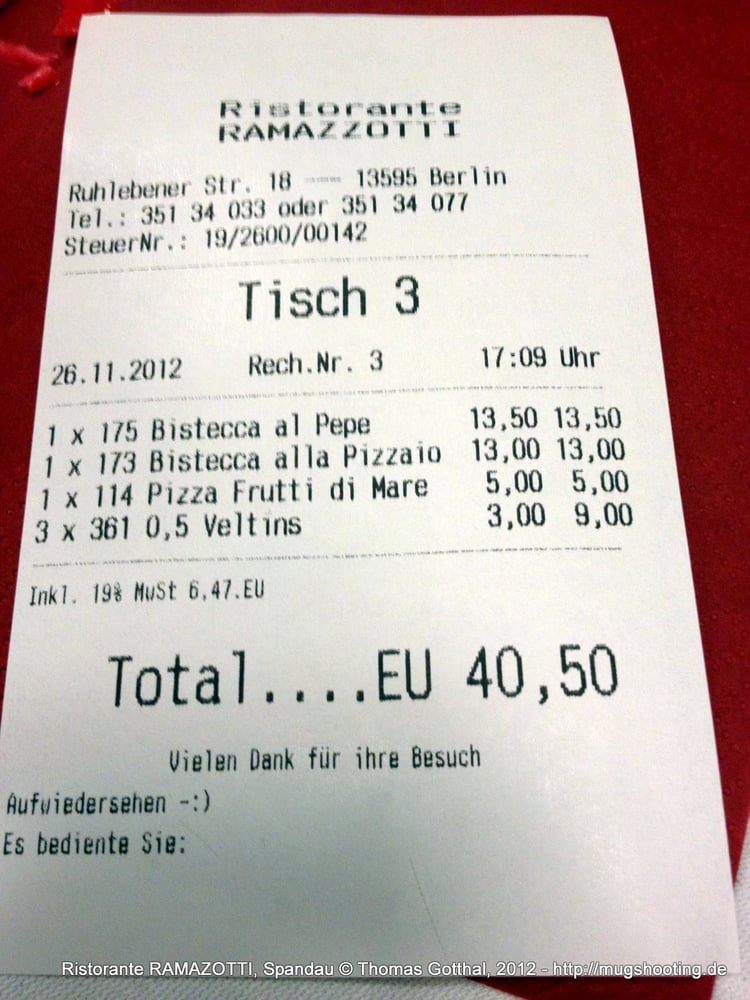 Ristorante
RAMAZZOTTI
Ruhlebener Str. 18 --- 13595 Berlin
Tel.: 351 34 033 oder 351 34 077
SteuerNr.: 19/2600/00142
Tisch 3
26.11.2012 Rech.Nr. 3 17:09 Uhr
1 x 175 Bistecca al Pepe 13,50 13,50
1 x 173 Bistecca alla Pizzaio 13,00 13,00
1 x 114 Pizza Frutti di Mare 5,00 5,00
3 x 361 0,5 Veltins 3,00 9,00
Inkl. 19% MwSt 6,47.EU
Total....EU 40,50
Vielen Dank für ihre Besuch
Aufwiedersehen -:)
Es bediente Sie:
Ristorante RAMAZOTTI, Spandau © Thomas Gotthal, 2012 - http://mugshooting.de